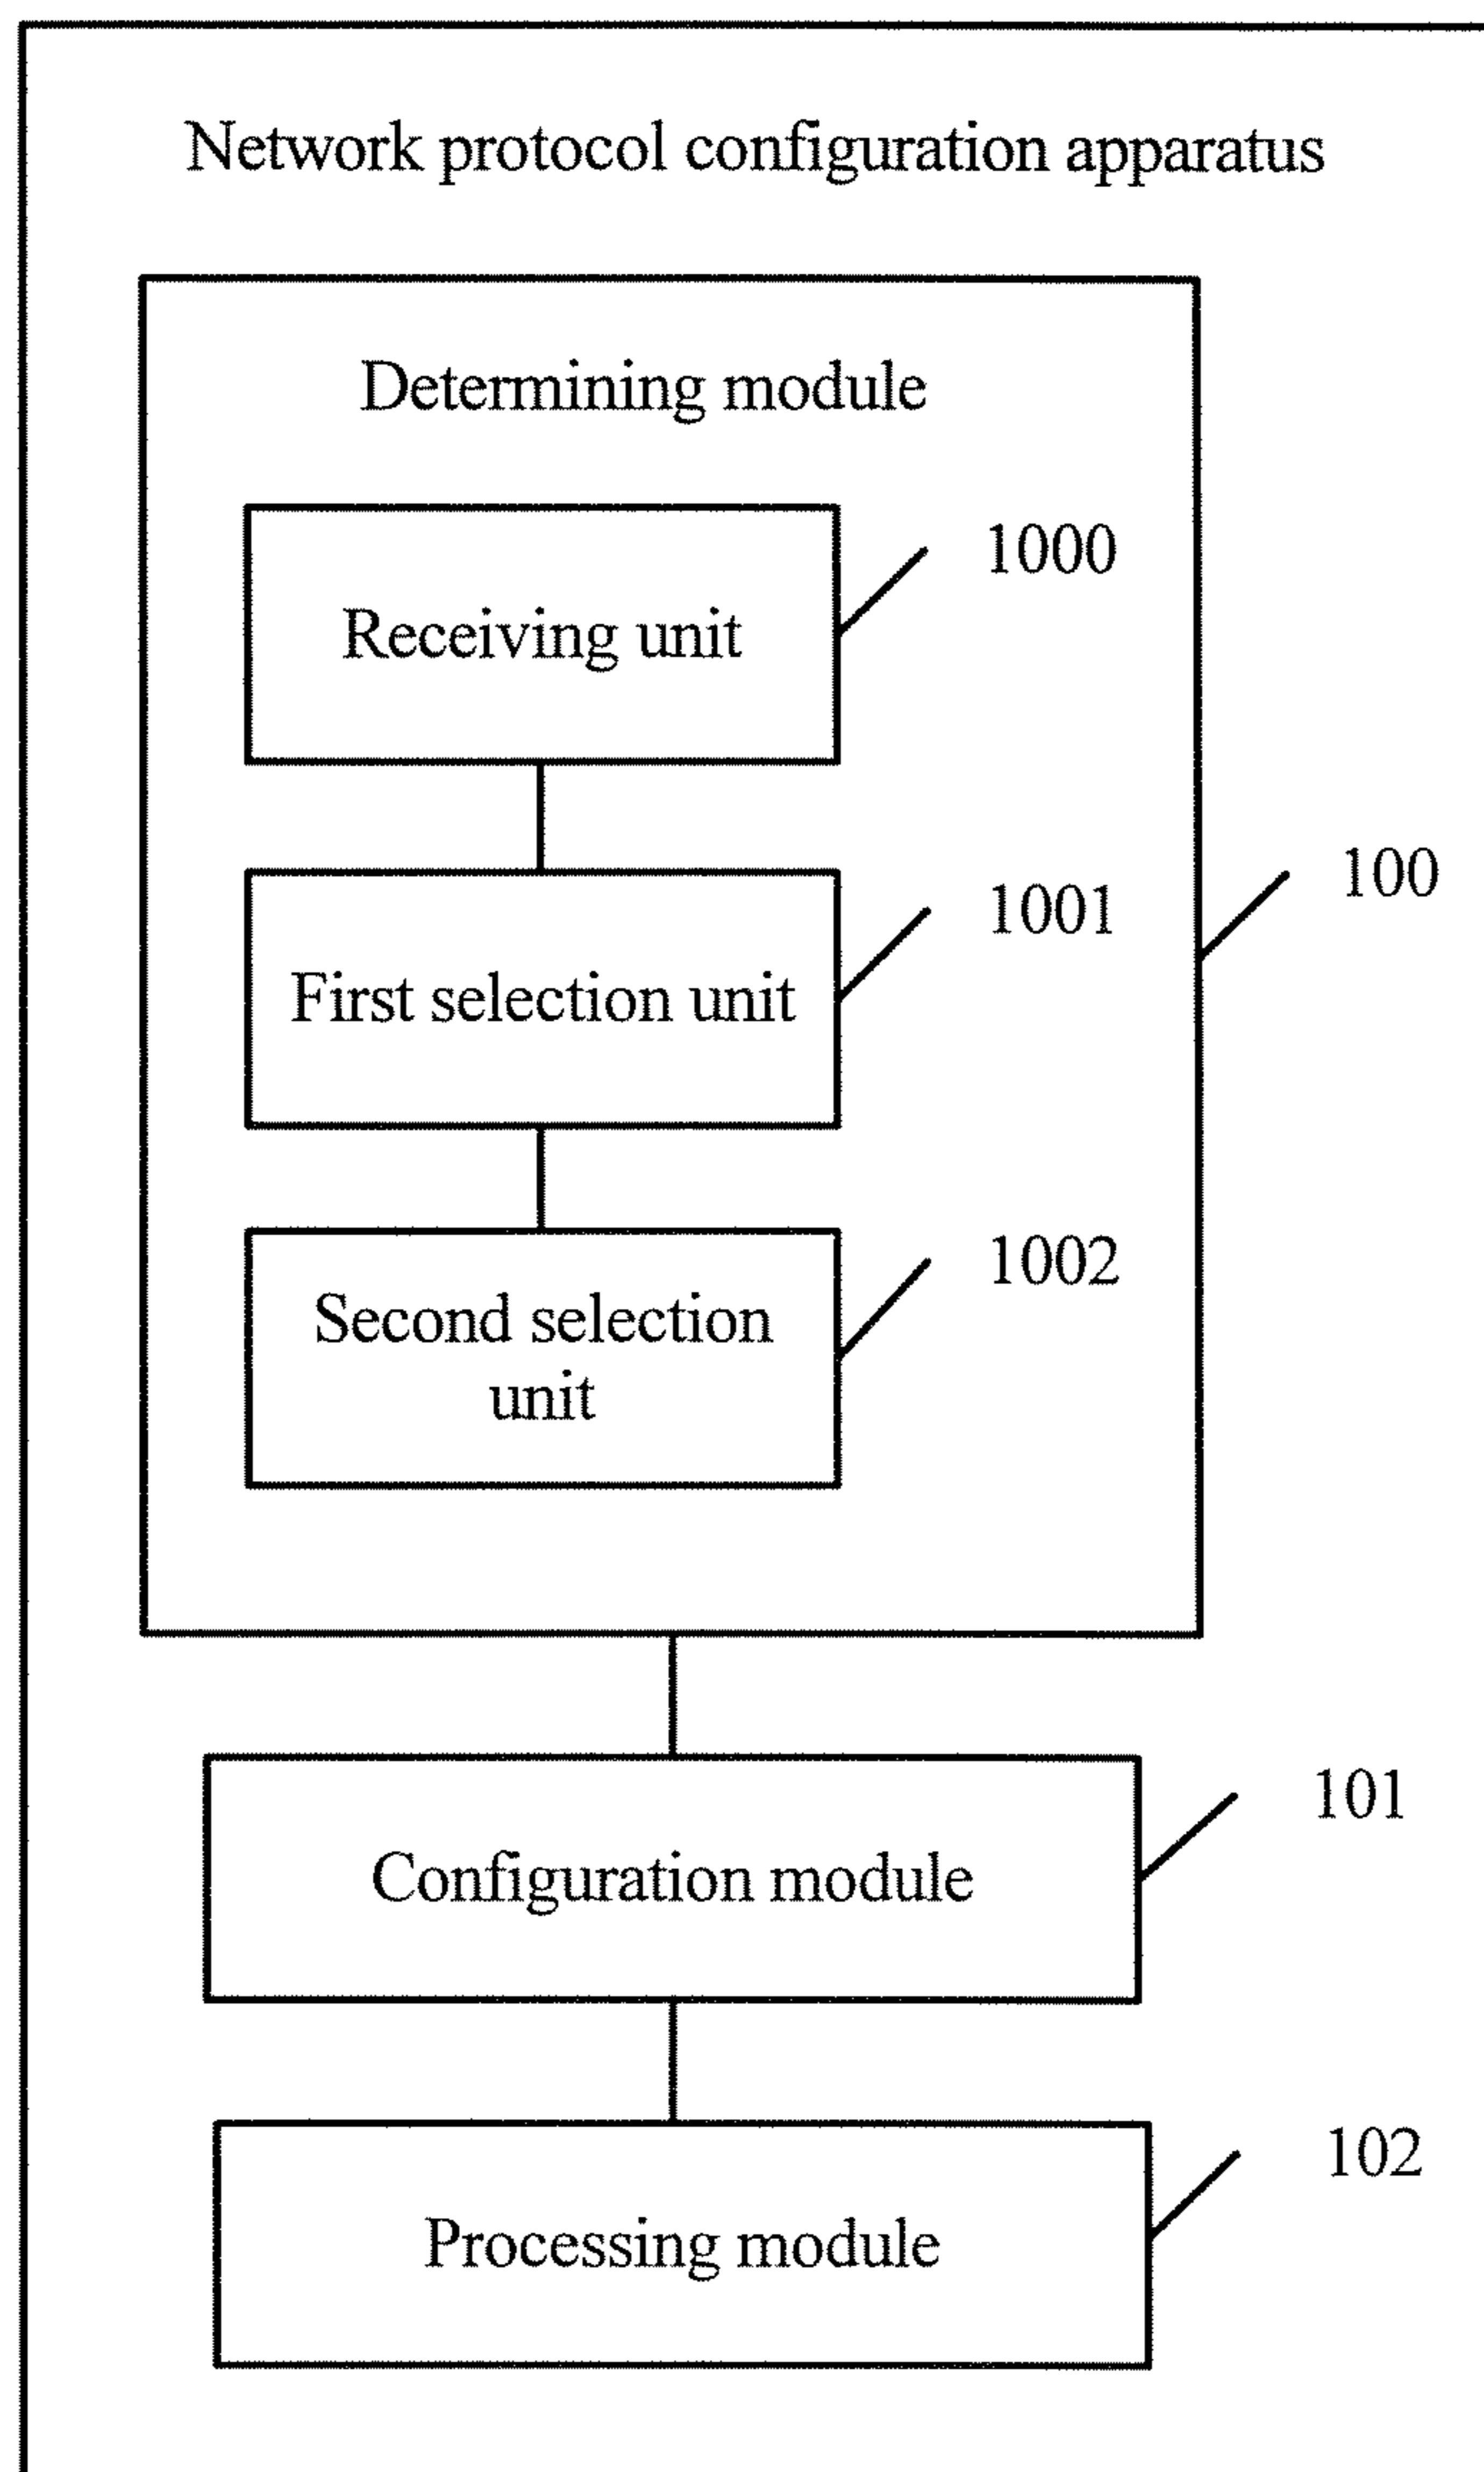 Network protocol configuration apparatus
Determining module
1000
Receiving unit
100
1001
First selection unit
1002
Second selection
unit
101
Configuration module
102
Processing module